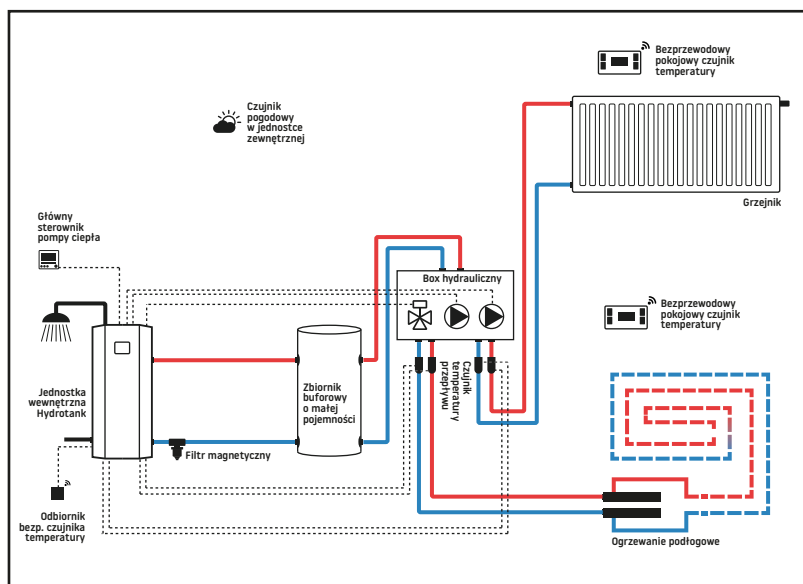 Bezprzewodowy
pokojowy czujnik
temperatury
Czujnik
pogodowy
w jednostce
zewnętrznej
Grzejnik
Główny
sterownik
pompy ciepła
Box hydrauliczny
Bezprzewodowy
pokojowy czujnik
temperatury
Czujnik
temperatury
przepływu
Jednostka
wewnętrzna
Hydrotank
Zbiornik
buforowy
o małej
pojemności
Filtr magnetyczny
Odbiornik
bezp. czujnika
temperatury
Ogrzewanie podłogowe